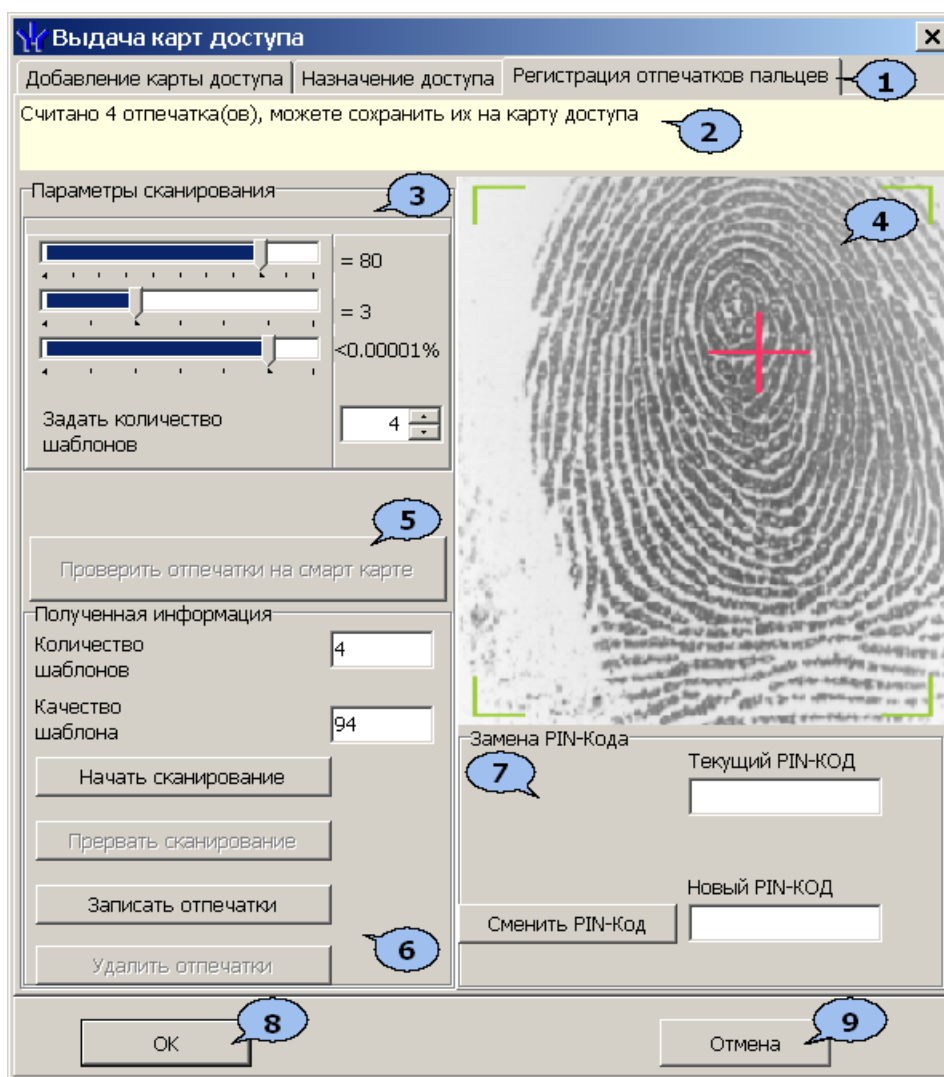 Выдача карт доступа
Добавление карты доступа
Назначение доступа
Регистрация отпечатков пальцев
1
Считано 4 отпечатка(ов), можете сохранить их на карту доступа
2
Параметры сканирования
3
4
= 80
= 3
<0.00001%
Задать количество
шаблонов
4
5
Проверить отпечатки на смарт карте
Полученная информация
Количество
шаблонов
4
Качество
шаблона
94
Начать сканирование
Прервать сканирование
Записать отпечатки
Удалить отпечатки
6
Замена PIN-Кода
7
Текущий PIN-КОД
Новый PIN-КОД
Сменить PIN-Код
8
OK
9
Отмена